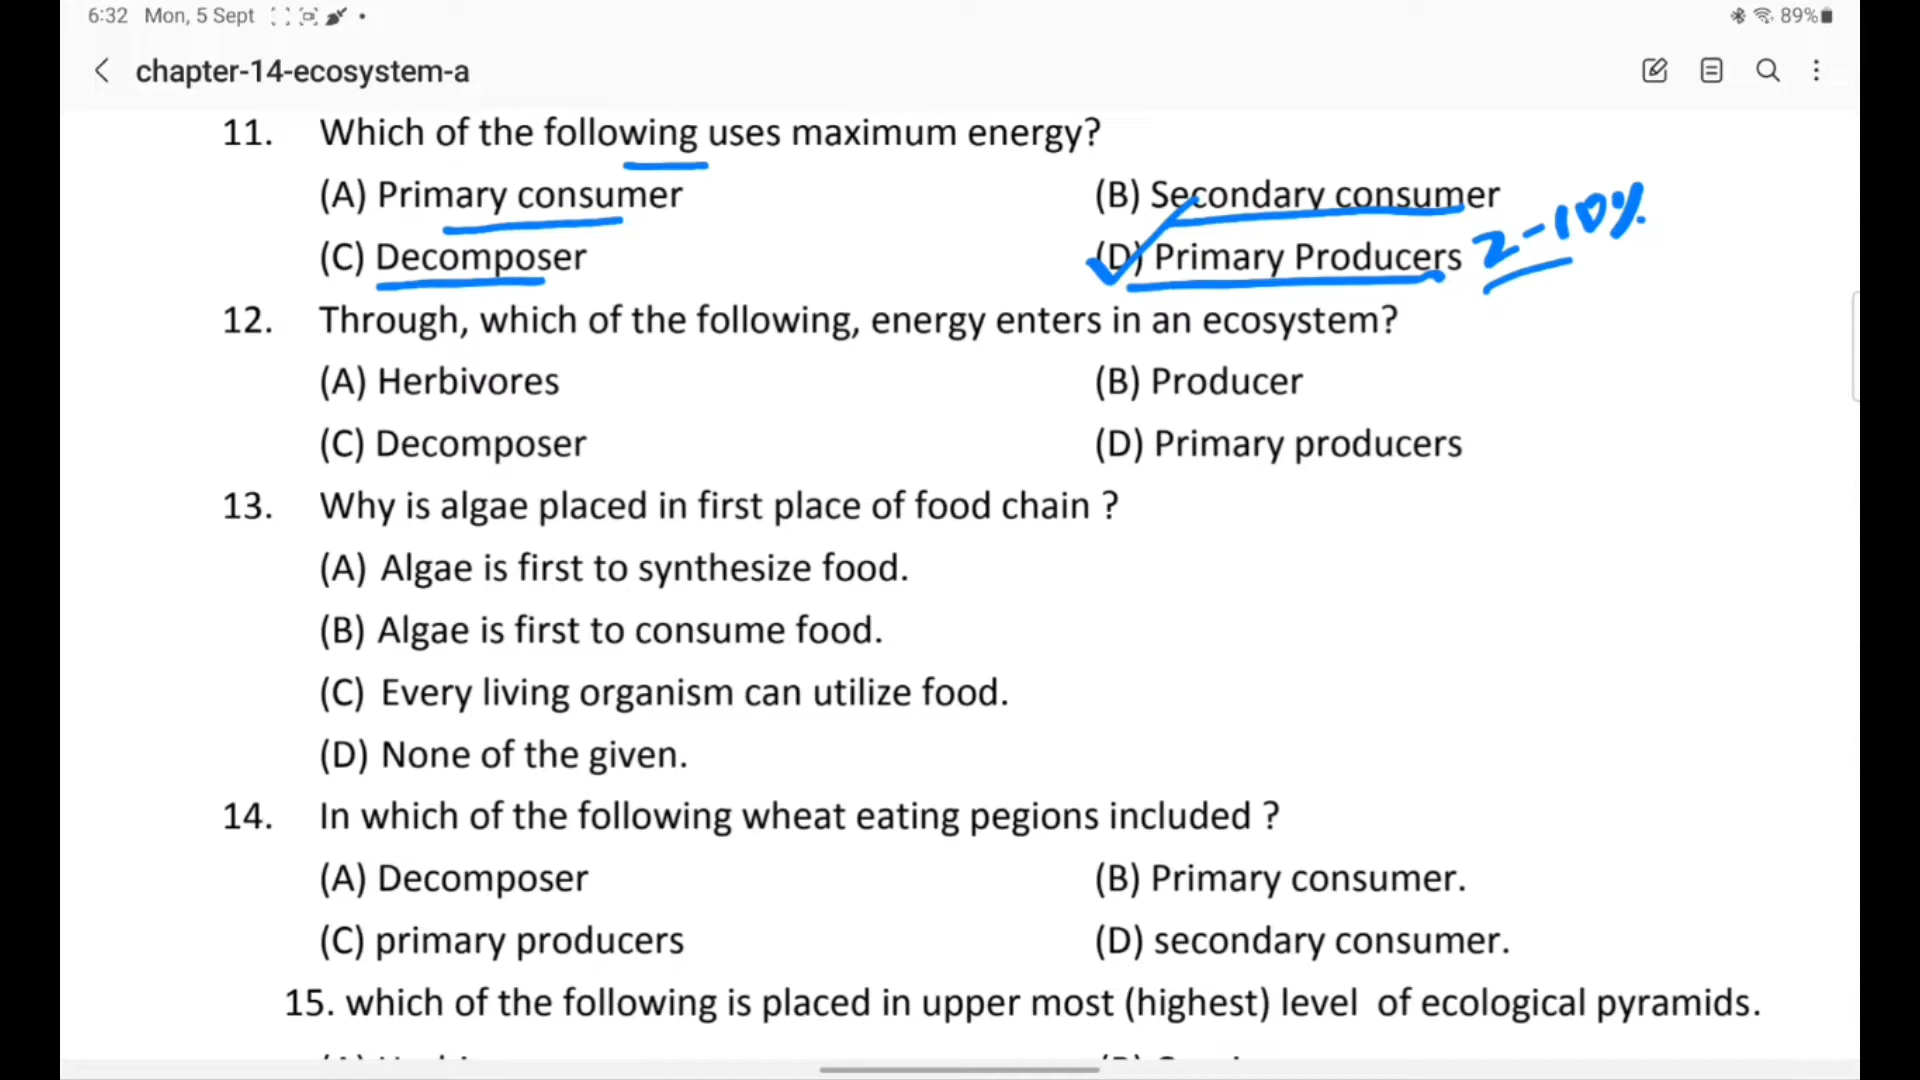 6:32 Mon, 5 Sept
89%
chapter-14-ecosystem-a
11. Which of the following uses maximum energy?
(A) Primary consumer (B) Secondary consumer
(C) Decomposer (D) Primary Producers 2-10%
12. Through, which of the following, energy enters in an ecosystem?
(A) Herbivores (B) Producer
(C) Decomposer (D) Primary producers
13. Why is algae placed in first place of food chain ?
(A) Algae is first to synthesize food.
(B) Algae is first to consume food.
(C) Every living organism can utilize food.
(D) None of the given.
14. In which of the following wheat eating pegions included ?
(A) Decomposer (B) Primary consumer.
(C) primary producers (D) secondary consumer.
15. which of the following is placed in upper most (highest) level of ecological pyramids.